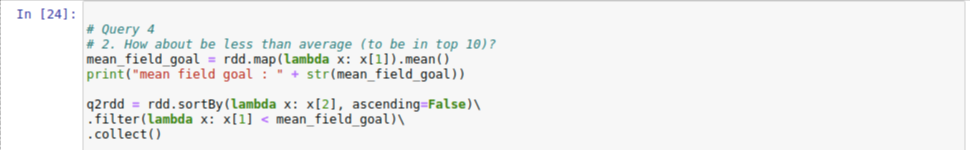 In [24]:
# Query 4
# 2. How about be less than average (to be in top 10)?
mean_field_goal = rdd.map(lambda x: x[1]).mean()
print("mean field goal : " + str(mean_field_goal))
q2rdd = rdd.sortBy(lambda x: x[2], ascending=False)\
.filter(lambda x: x[1] < mean_field_goal)\
.collect()